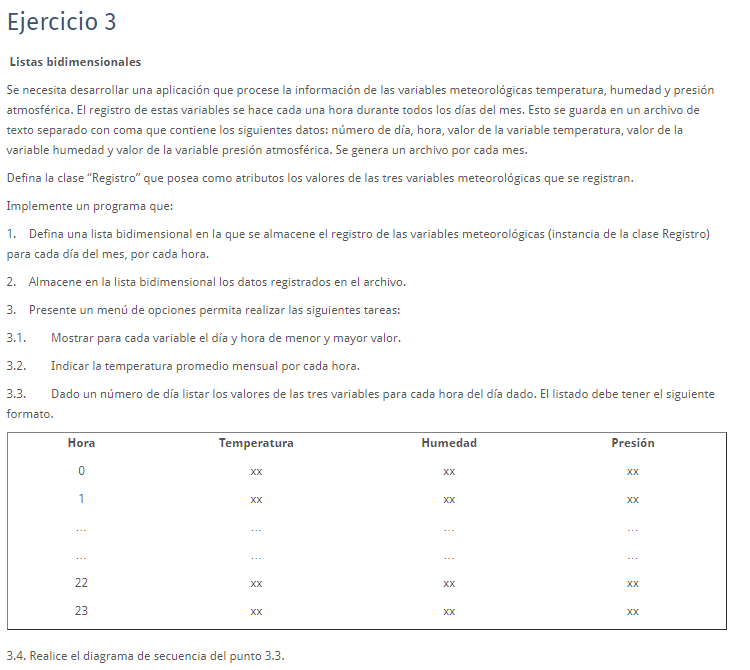 Ejercicio 3
Listas bidimensionales
Se necesita desarrollar una aplicación que procese la información de las variables meteorológicas temperatura, humedad y presión
atmosférica. El registro de estas variables se hace cada una hora durante todos los días del mes. Esto se guarda en un archivo de
texto separado con coma que contiene los siguientes datos: número de día, hora, valor de la variable temperatura, valor de la
variable humedad y valor de la variable presión atmosférica. Se genera un archivo por cada mes.
Defina la clase “Registro” que posea como atributos los valores de las tres variables meteorológicas que se registran.
Implemente un programa que:
1. Defina una lista bidimensional en la que se almacene el registro de las variables meteorológicas (instancia de la clase Registro)
para cada día del mes, por cada hora.
2. Almacene en la lista bidimensional los datos registrados en el archivo.
3. Presente un menú de opciones permita realizar las siguientes tareas:
3.1. Mostrar para cada variable el día y hora de menor y mayor valor.
3.2. Indicar la temperatura promedio mensual por cada hora.
3.3. Dado un número de día listar los valores de las tres variables para cada hora del día dado. El listado debe tener el siguiente
formato.
Hora Temperatura Humedad Presión
0 xx xx xx
1 xx xx xx
... ... ... ...
... ... ... ...
22 xx xx xx
23 xx xx xx
3.4. Realice el diagrama de secuencia del punto 3.3.